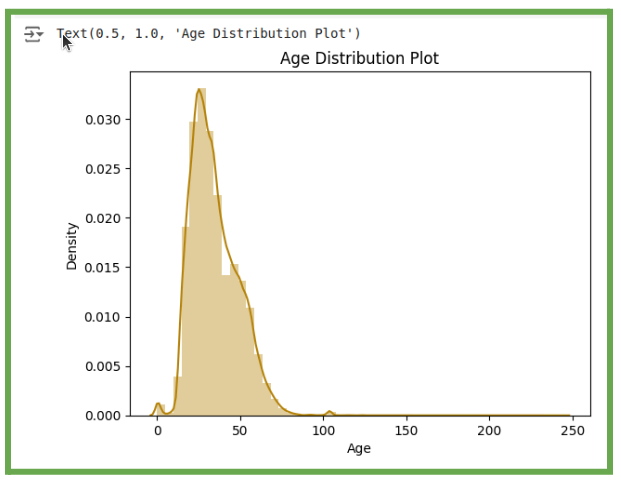 Text(0.5, 1.0, 'Age Distribution Plot')
Age Distribution Plot
0.030
0.025
0.020
0.015
0.010
0.005
0.000
Density
0 50 100 150 200 250
Age